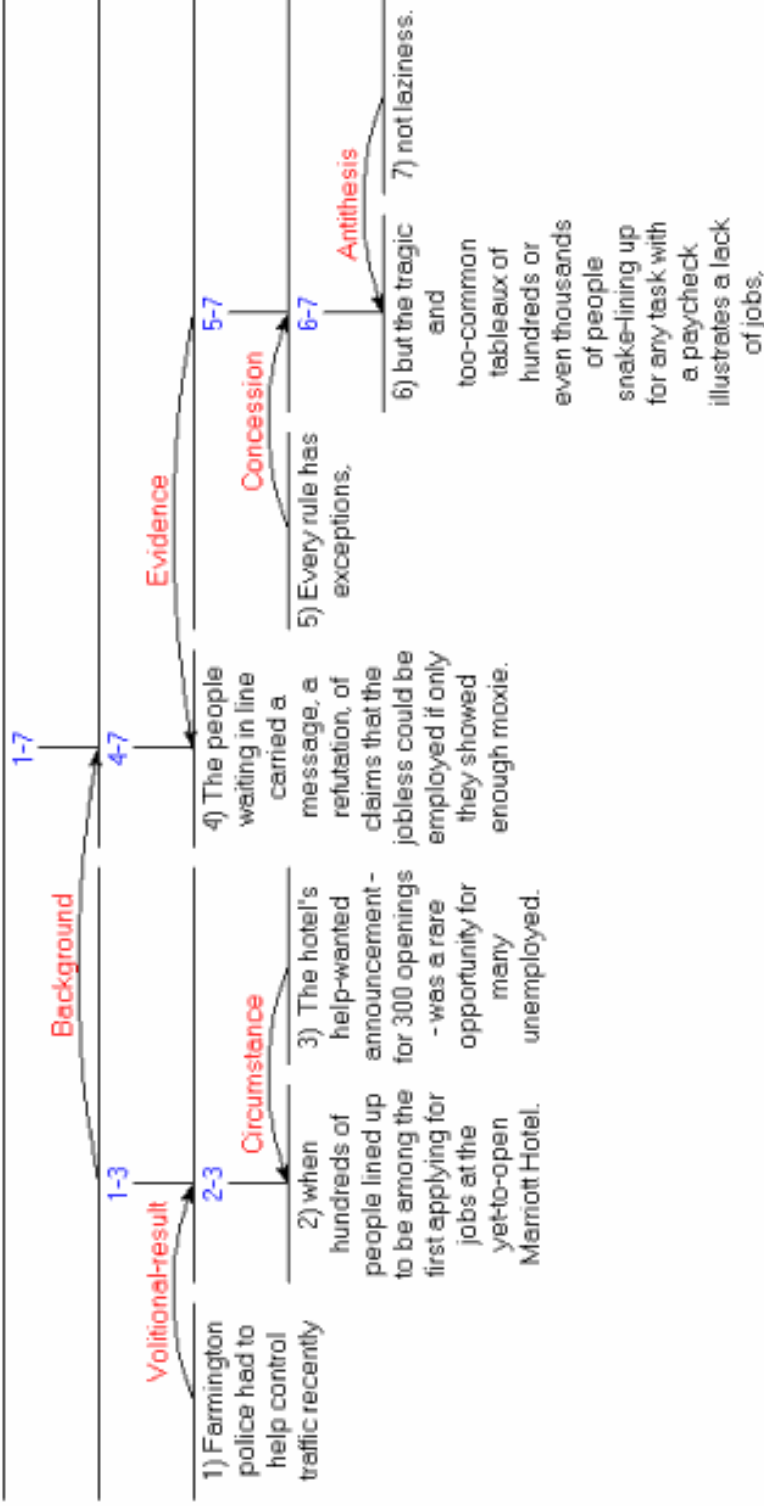 1-7
Background
1-3
4-7
Volitional-result
Evidence
1) Farmington
police had to
help control
traffic recently
2-3
4) The people
waiting in line
carried a
message, a
refutation, of
claims that the
jobless could be
employed if only
they showed
enough moxie.
5-7
Circumstance
Concession
2) when
hundreds of
people lined up
to be among the
first applying for
jobs at the
yet-to-open
Marriott Hotel.
3) The hotel's
help-wanted
announcement -
for 300 openings
- was a rare
opportunity for
many
unemployed.
5) Every rule has
exceptions,
6-7
Antithesis
6) but the tragic
and
too-common
tableaux of
hundreds or
even thousands
of people
snake-lining up
for any task with
a paycheck
illustrates a lack
of jobs,
7) not laziness.